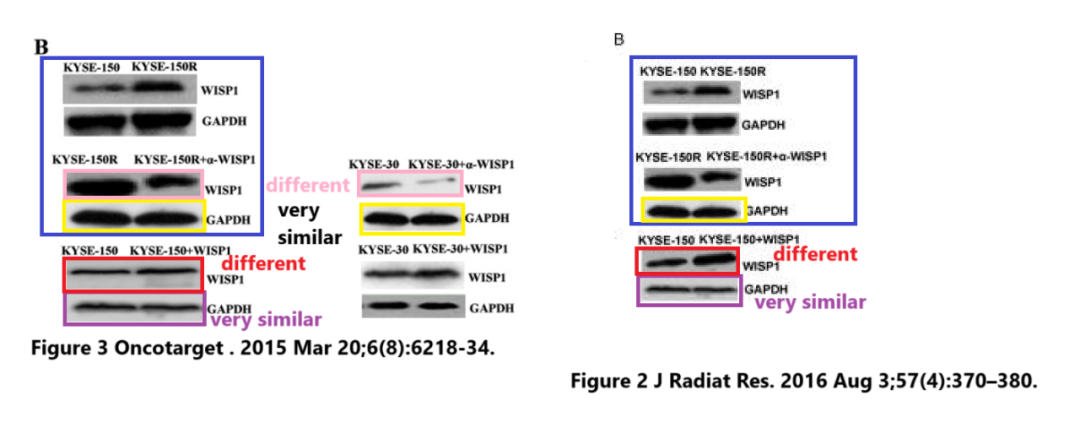 B
KYSE-150 KYSE-150R
WISP1
GAPDH
KYSE-150R KYSE-150R+α-WISP1
WISP1
GAPDH
KYSE-150 KYSE-150+WISP1
different
WISP1
GAPDH
very similar
different
very
similar
KYSE-30 KYSE-30+α-WISP1
WISP1
GAPDH
KYSE-30 KYSE-30+WISP1
WISP1
GAPDH
Figure 3 Oncotarget . 2015 Mar 20;6(8):6218-34.
B
KYSE-150 KYSE-150R
WISP1
GAPDH
KYSE-150R KYSE-150R+α-WISP1
WISP1
GAPDH
KYSE-150 KYSE-150+WISP1
different
WISP1
GAPDH
very similar
Figure 2 J Radiat Res. 2016 Aug 3;57(4):370–380.